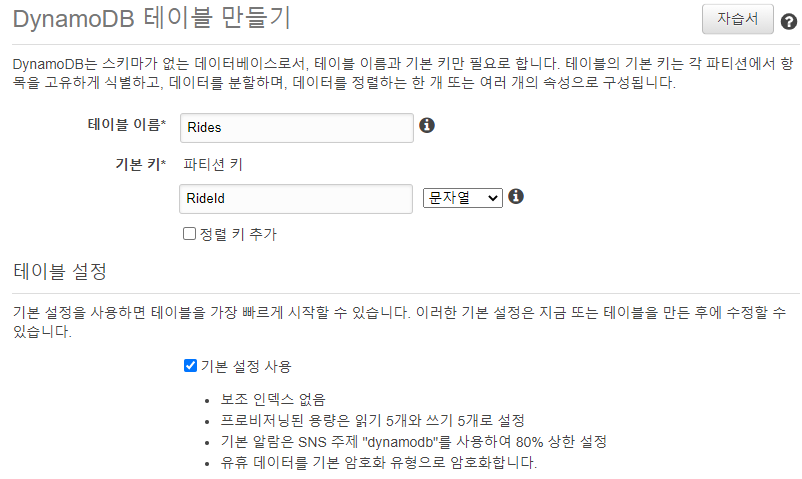 DynamoDB 테이블 만들기
자습서
DynamoDB는 스키마가 없는 데이터베이스로서, 테이블 이름과 기본 키만 필요로 합니다. 테이블의 기본 키는 각 파티션에서 항
목을 고유하게 식별하고, 데이터를 분할하며, 데이터를 정렬하는 한 개 또는 여러 개의 속성으로 구성됩니다.
테이블 이름* Rides
기본 키* 파티션 키
RideId 문자열
정렬 키 추가
테이블 설정
기본 설정을 사용하면 테이블을 가장 빠르게 시작할 수 있습니다. 이러한 기본 설정은 지금 또는 테이블을 만든 후에 수정할 수
있습니다.
기본 설정 사용
• 보조 인덱스 없음
• 프로비저닝된 용량은 읽기 5개와 쓰기 5개로 설정
• 기본 알람은 SNS 주제 "dynamodb"를 사용하여 80% 상한 설정
• 유휴 데이터를 기본 암호화 유형으로 암호화합니다.